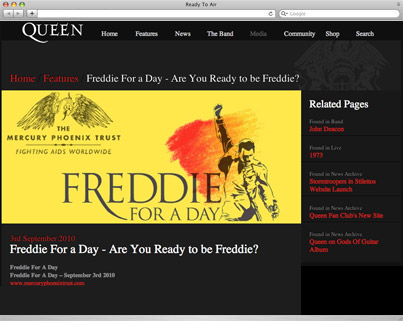 Ready To Air
Google
QUEEN
Home Features News The Band Media Community Shop Search
Home Features Freddie For a Day - Are You Ready to be Freddie?
THE
MERCURY PHOENIX TRUST
FIGHTING AIDS WORLDWIDE
FREDDIE
FOR A DAY
3rd September 2010
Freddie For a Day - Are You Ready to be Freddie?
Freddie For A Day
Freddie For A Day – September 3rd 2010
www.mercuryphoenixtrust.com
Related Pages
Found in Band
John Deacon
Found in Live
1973
Found in News Archive
Stormtroopers in Stilettos
Website Launch
Found in News Archive
Queen Fan Club's New Site
Found in News Archive
Queen on Gods Of Guitar
Album